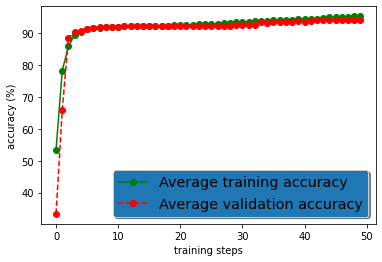 90
80
70
60
50
40
accuracy (%)
Average training accuracy
Average validation accuracy
0 10 20 30 40 50
training steps